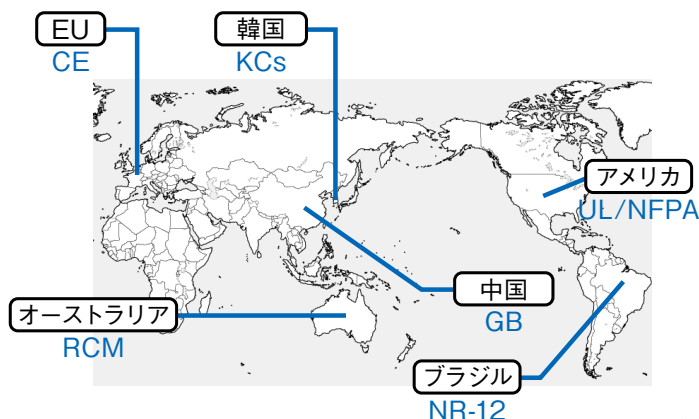 EU
CE
韓国
KCs
アメリカ
UL/NFPA
中国
GB
オーストラリア
RCM
ブラジル
NR-12